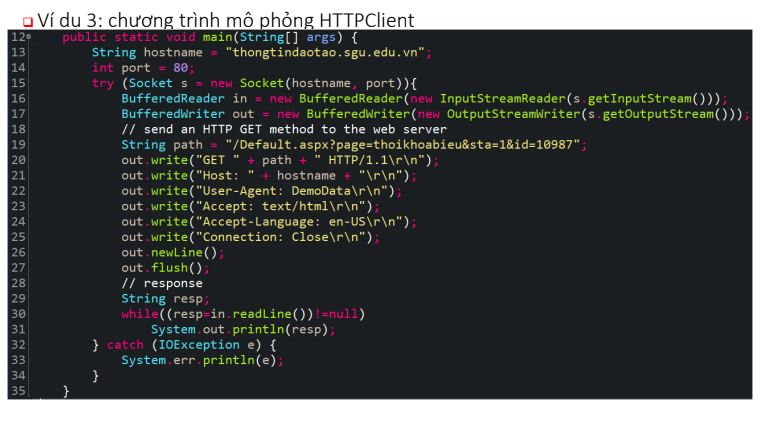 Ví dụ 3: chương trình mô phỏng HTTPClient
12 public static void main(String[] args) {
13 String hostname = "thongtindaotao.sgu.edu.vn";
14 int port = 80;
15 try (Socket s = new Socket(hostname, port)){
16 BufferedReader in = new BufferedReader(new InputStreamReader(s.getInputStream()));
17 BufferedWriter out = new BufferedWriter(new OutputStreamWriter(s.getOutputStream()));
18 // send an HTTP GET method to the web server
19 String path = "/Default.aspx?page=thoikhoabieu&sta=1&id=10987";
20 out.write("GET " + path + " HTTP/1.1\r\n");
21 out.write("Host: " + hostname + "\r\n");
22 out.write("User-Agent: DemoData\r\n");
23 out.write("Accept: text/html\r\n");
24 out.write("Accept-Language: en-US\r\n");
25 out.write("Connection: Close\r\n");
26 out.newLine();
27 out.flush();
28 // response
29 String resp;
30 while((resp=in.readLine())!=null)
31 System.out.println(resp);
32 } catch (IOException e) {
33 System.err.println(e);
34 }
35 }